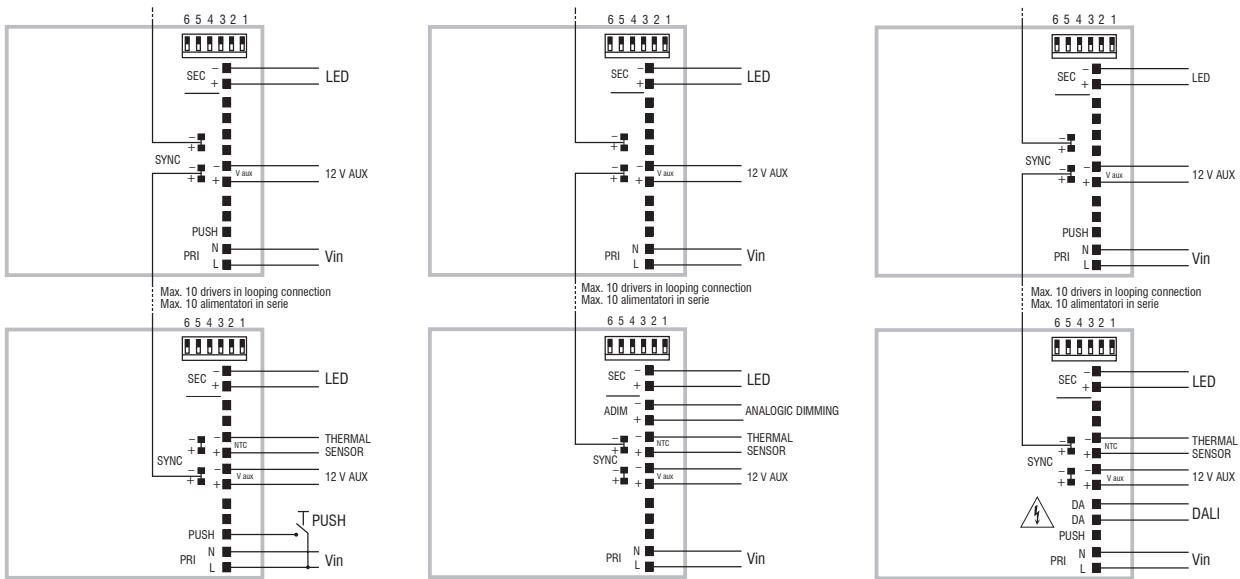 6 5 4 3 2 1
SEC
–
+
LED
–
+
SYNC
–
+
–
+
V aux
12 V AUX
PUSH
PRI
N
L
Vin
6 5 4 3 2 1
SEC
–
+
LED
–
+
–
+
–
+
V aux
12 V AUX
PRI
N
L
Vin
6 5 4 3 2 1
SEC
–
+
LED
–
+
SYNC
–
+
–
+
V aux
12 V AUX
PUSH
PRI
N
L
Vin
Max. 10 drivers in looping connection
Max. 10 alimentatori in serie
Max. 10 drivers in looping connection
Max. 10 alimentatori in serie
Max. 10 drivers in looping connection
Max. 10 alimentatori in serie
6 5 4 3 2 1
SEC
–
+
LED
–
+
SYNC
–
+
–
+
NTC
THERMAL
SENSOR
–
+
V aux
12 V AUX
PUSH
PUSH
PRI
N
L
Vin
6 5 4 3 2 1
SEC
–
+
LED
ADIM
–
+
ANALOGIC DIMMING
–
+
SYNC
–
+
–
+
NTC
THERMAL
SENSOR
–
+
V aux
12 V AUX
PRI
N
L
Vin
6 5 4 3 2 1
SEC
–
+
LED
–
+
SYNC
–
+
–
+
NTC
THERMAL
SENSOR
–
+
V aux
12 V AUX
DA
DA
DALI
PUSH
PRI
N
L
Vin